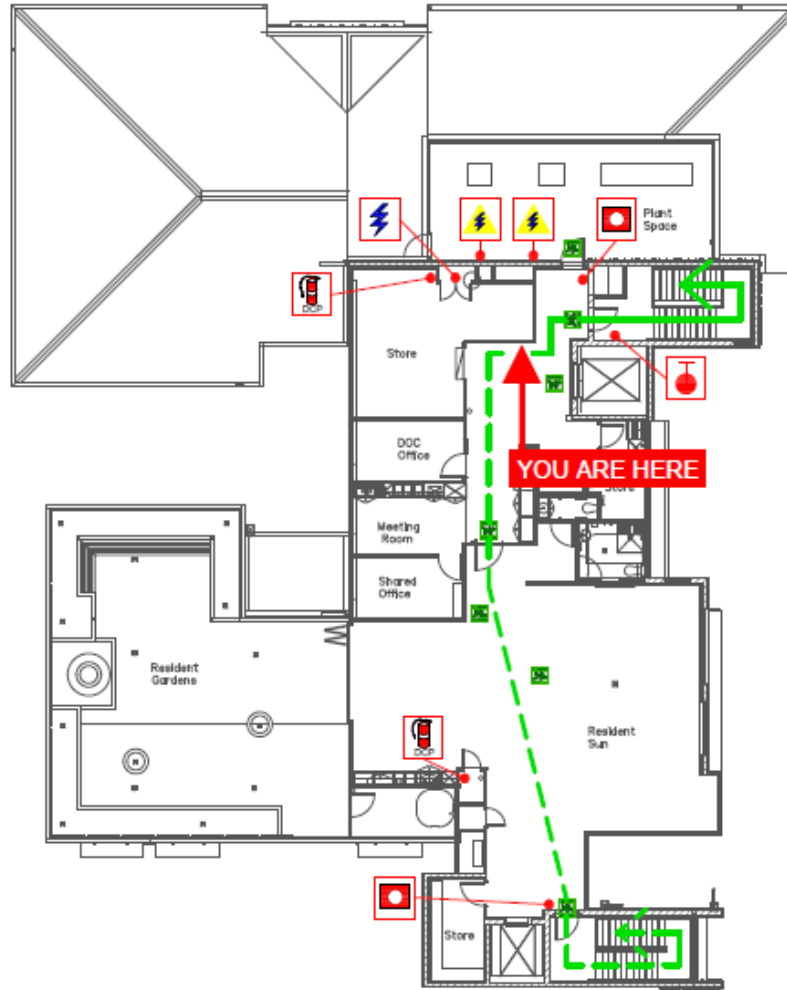 Plant
Space
DCP
Store
DOC
Office
YOU ARE HERE
Store
Meeting
Room
Shared
Office
Resident
Gardens
Resident
Sun
DCP
Store